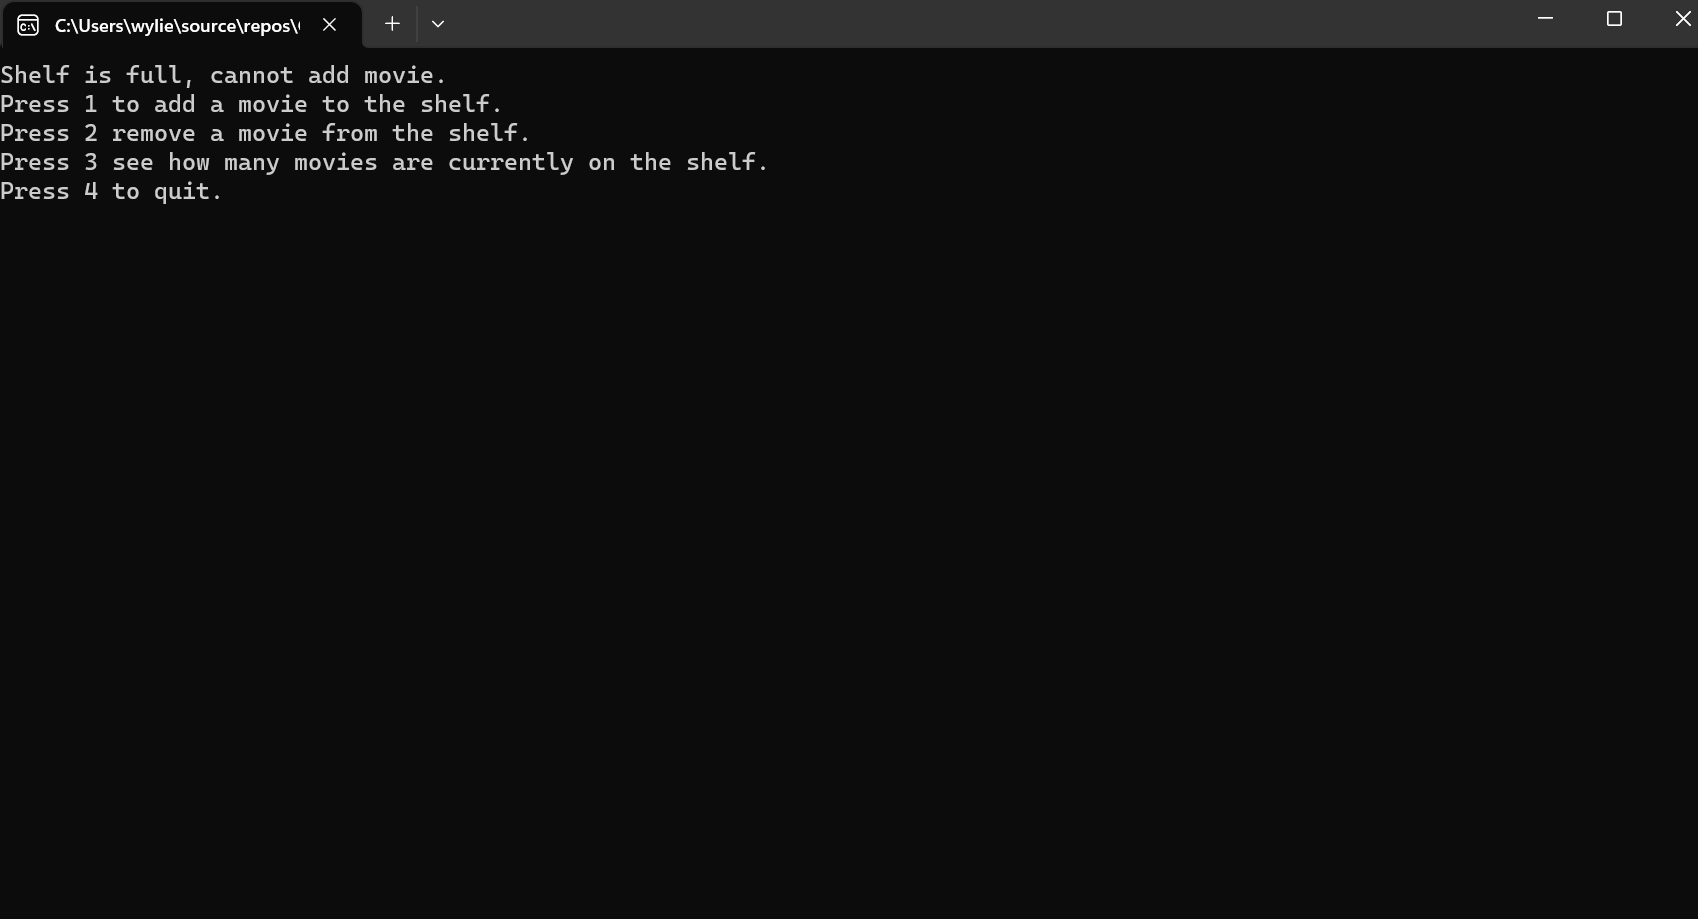 C:\Users\wylie\source\repos\
Shelf is full, cannot add movie.
Press 1 to add a movie to the shelf.
Press 2 remove a movie from the shelf.
Press 3 see how many movies are currently on the shelf.
Press 4 to quit.